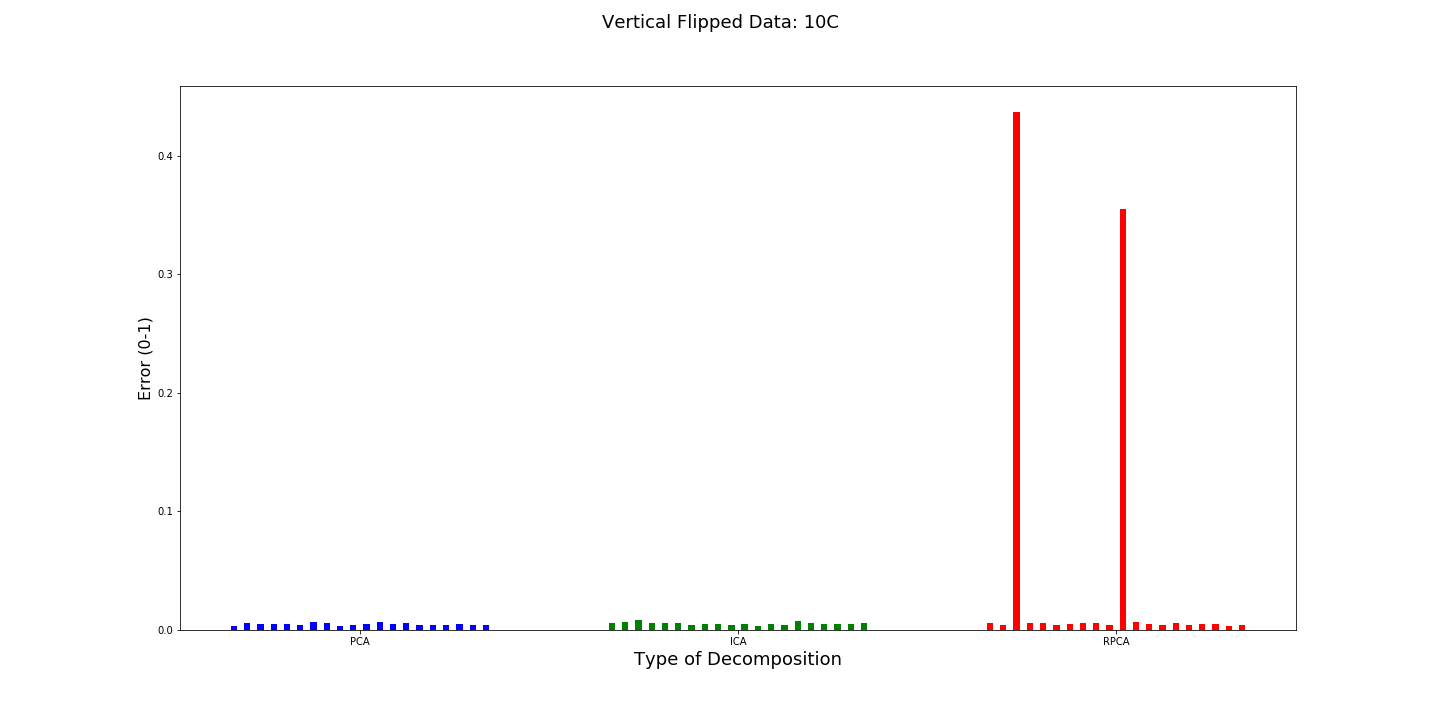 Vertical Flipped Data: 10C
Error (0-1)
0.4
0.3
0.2
0.1
0.0
PCA ICA RPCA
Type of Decomposition